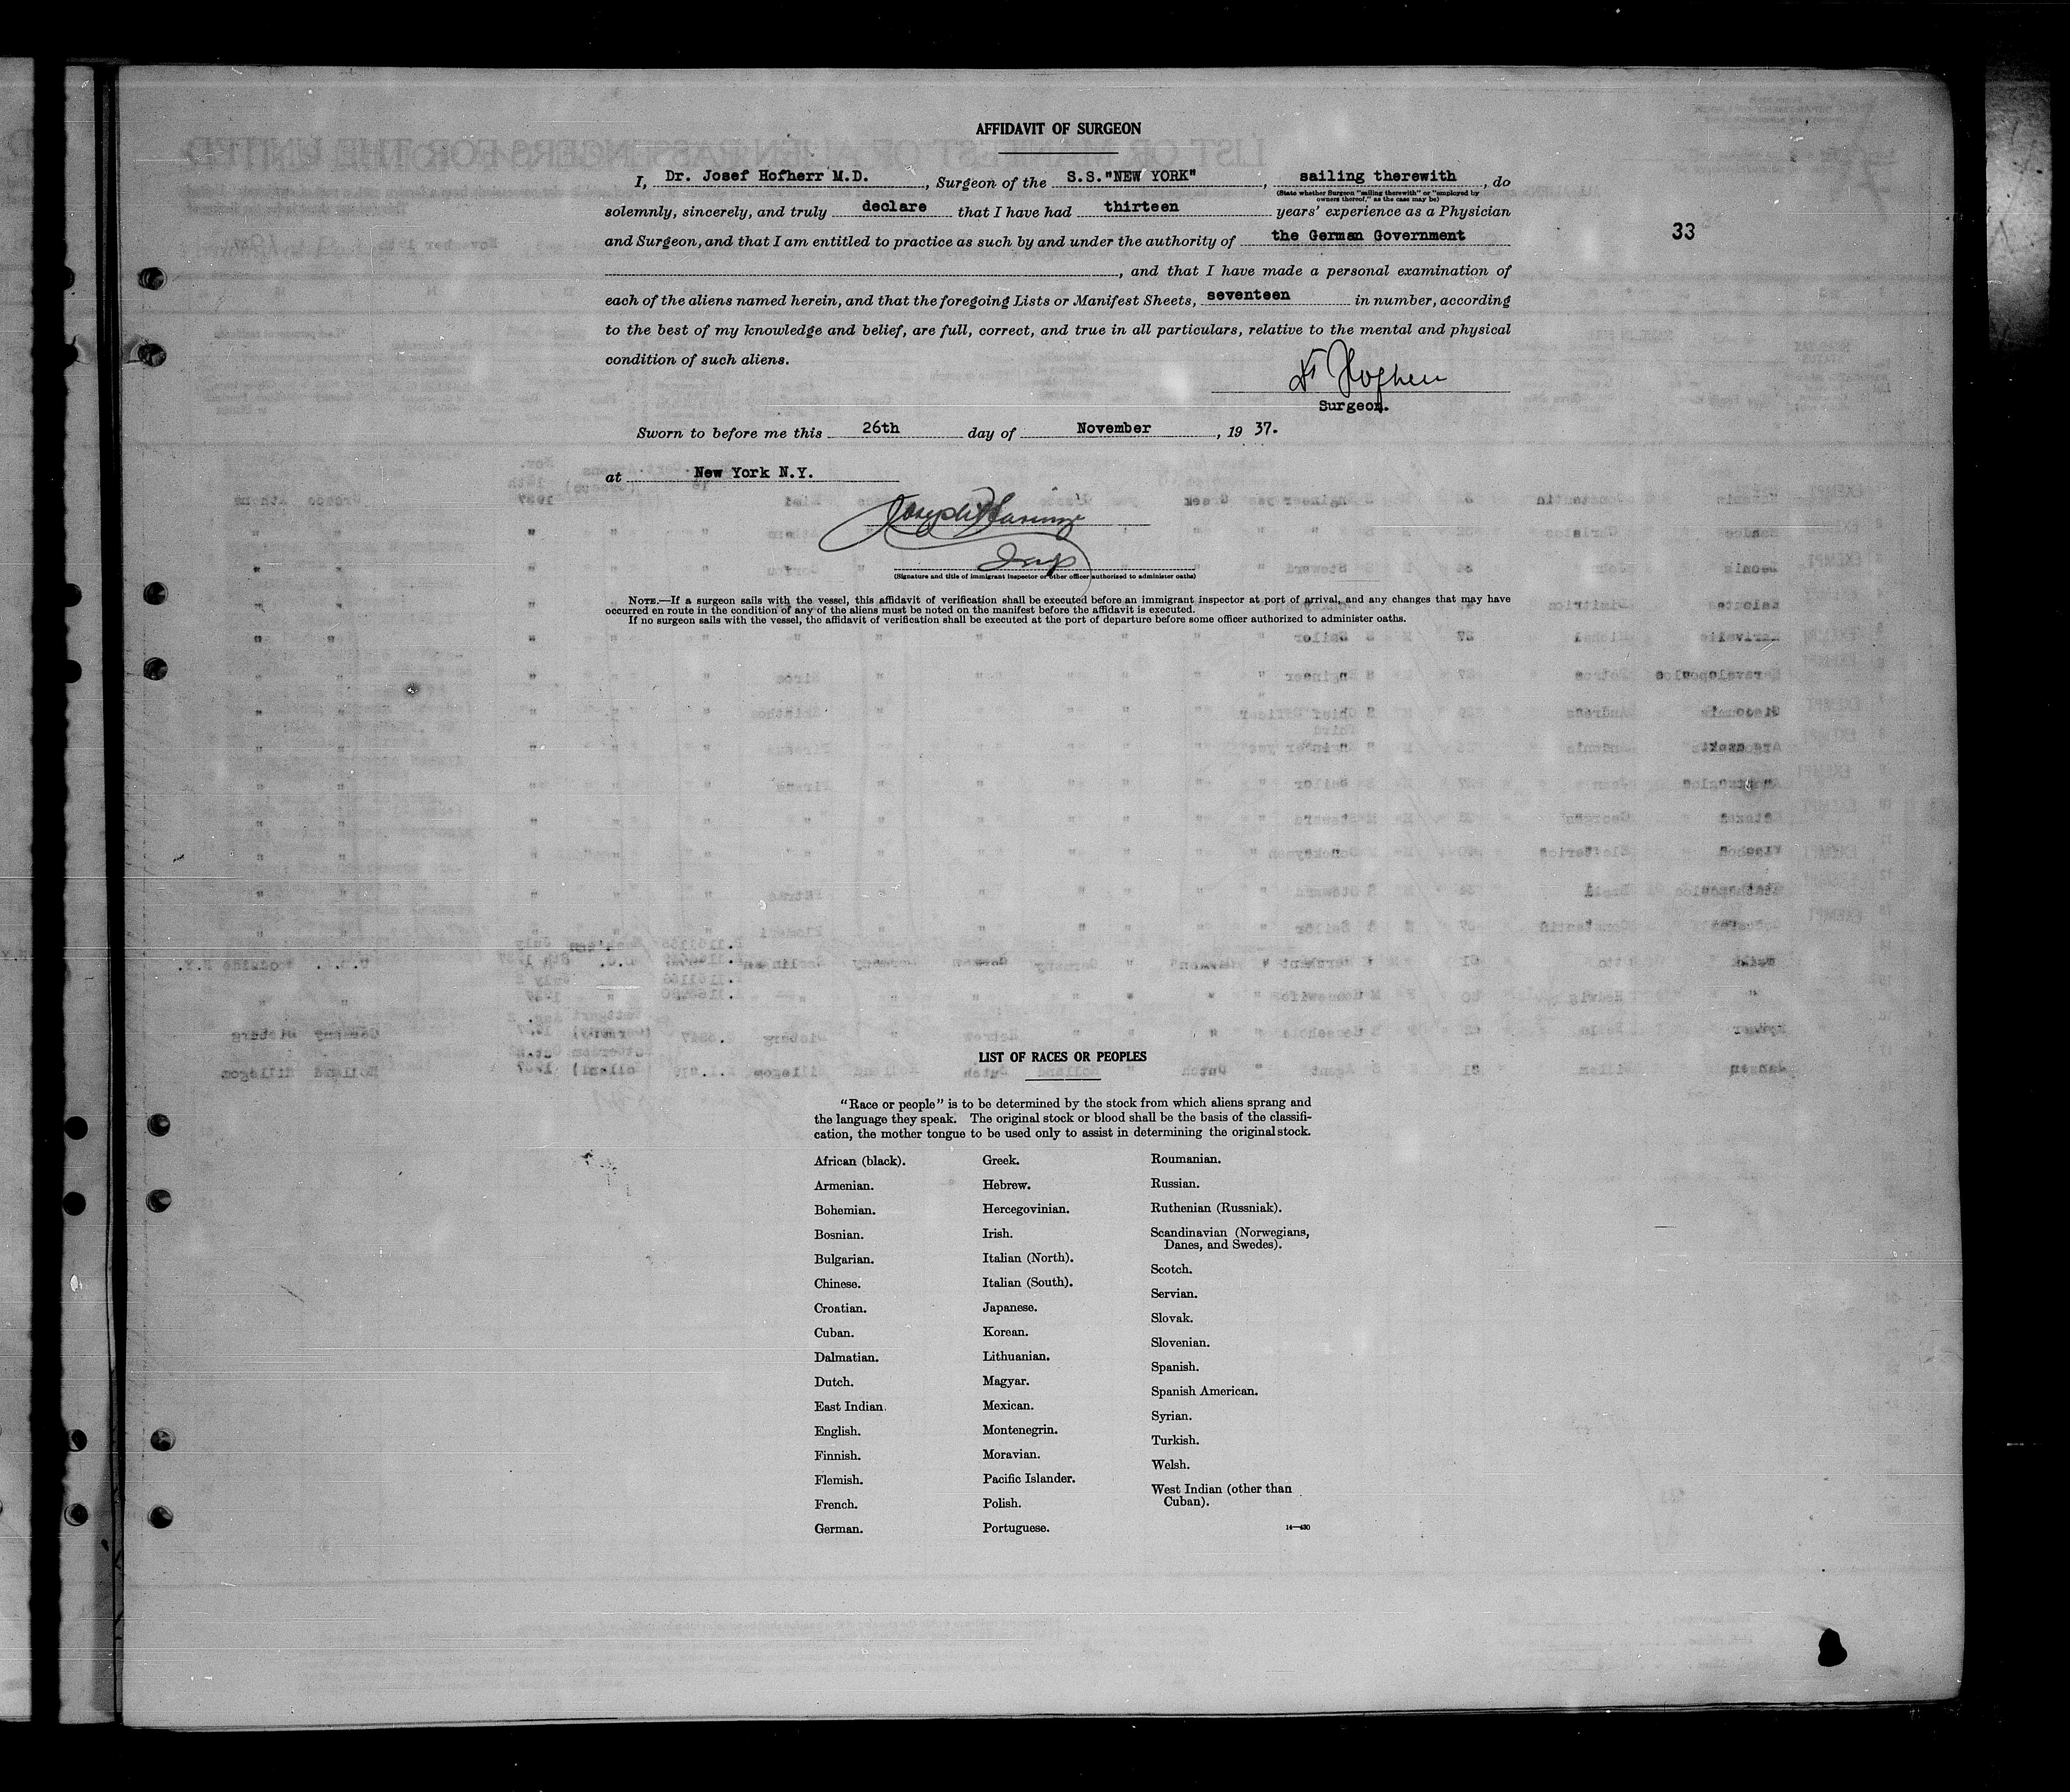 AFFIDAVIT OF SURGEON
I, Dr. Josef Hofherr M.D., Surgeon of the S.S."NEW YORK", sailing therewith, do
(State whether Surgeon "sailing therewith" or "employed by
owners thereof," as the case may be)
solemnly, sincerely, and truly declare that I have had thirteen years' experience as a Physician
and Surgeon, and that I am entitled to practice as such by and under the authority of the German Government
33
, and that I have made a personal examination of
each of the aliens named herein, and that the foregoing Lists or Manifest Sheets, seventeen in number, according
to the best of my knowledge and belief, are full, correct, and true in all particulars, relative to the mental and physical
condition of such aliens.
Surgeon.
Sworn to before me this 26th day of November, 19 37.
at New York N.Y.
Insp
(Signature and title of immigrant inspector or other officer authorized to administer oaths)
NOTE.—If a surgeon sails with the vessel, this affidavit of verification shall be executed before an immigrant inspector at port of arrival, and any changes that may have
occurred en route in the condition of any of the aliens must be noted on the manifest before the affidavit is executed.
If no surgeon sails with the vessel, the affidavit of verification shall be executed at the port of departure before some officer authorized to administer oaths.
LIST OF RACES OR PEOPLES
"Race or people" is to be determined by the stock from which aliens sprang and
the language they speak. The original stock or blood shall be the basis of the classifi-
cation, the mother tongue to be used only to assist in determining the original stock.
African (black).
Armenian.
Bohemian.
Bosnian.
Bulgarian.
Chinese.
Croatian.
Cuban.
Dalmatian.
Dutch.
East Indian.
English.
Finnish.
Flemish.
French.
German.
Greek.
Hebrew.
Hercegovinian.
Irish.
Italian (North).
Italian (South).
Japanese.
Korean.
Lithuanian.
Magyar.
Mexican.
Montenegrin.
Moravian.
Pacific Islander.
Polish.
Portuguese.
Roumanian.
Russian.
Ruthenian (Russniak).
Scandinavian (Norwegians,
Danes, and Swedes).
Scotch.
Servian.
Slovak.
Slovenian.
Spanish.
Spanish American.
Syrian.
Turkish.
Welsh.
West Indian (other than
Cuban).
14—430